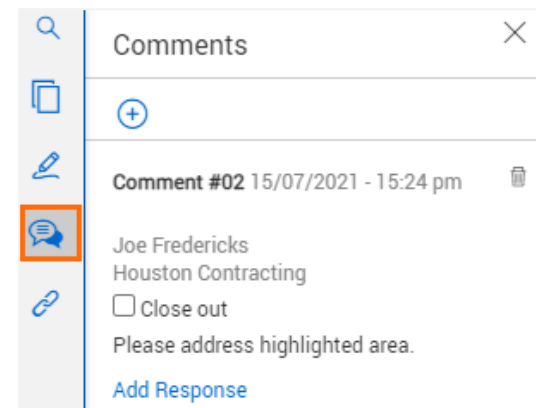 Comments
Comment #02 15/07/2021 - 15:24 pm
Joe Fredericks
Houston Contracting
Close out
Please address highlighted area.
Add Response